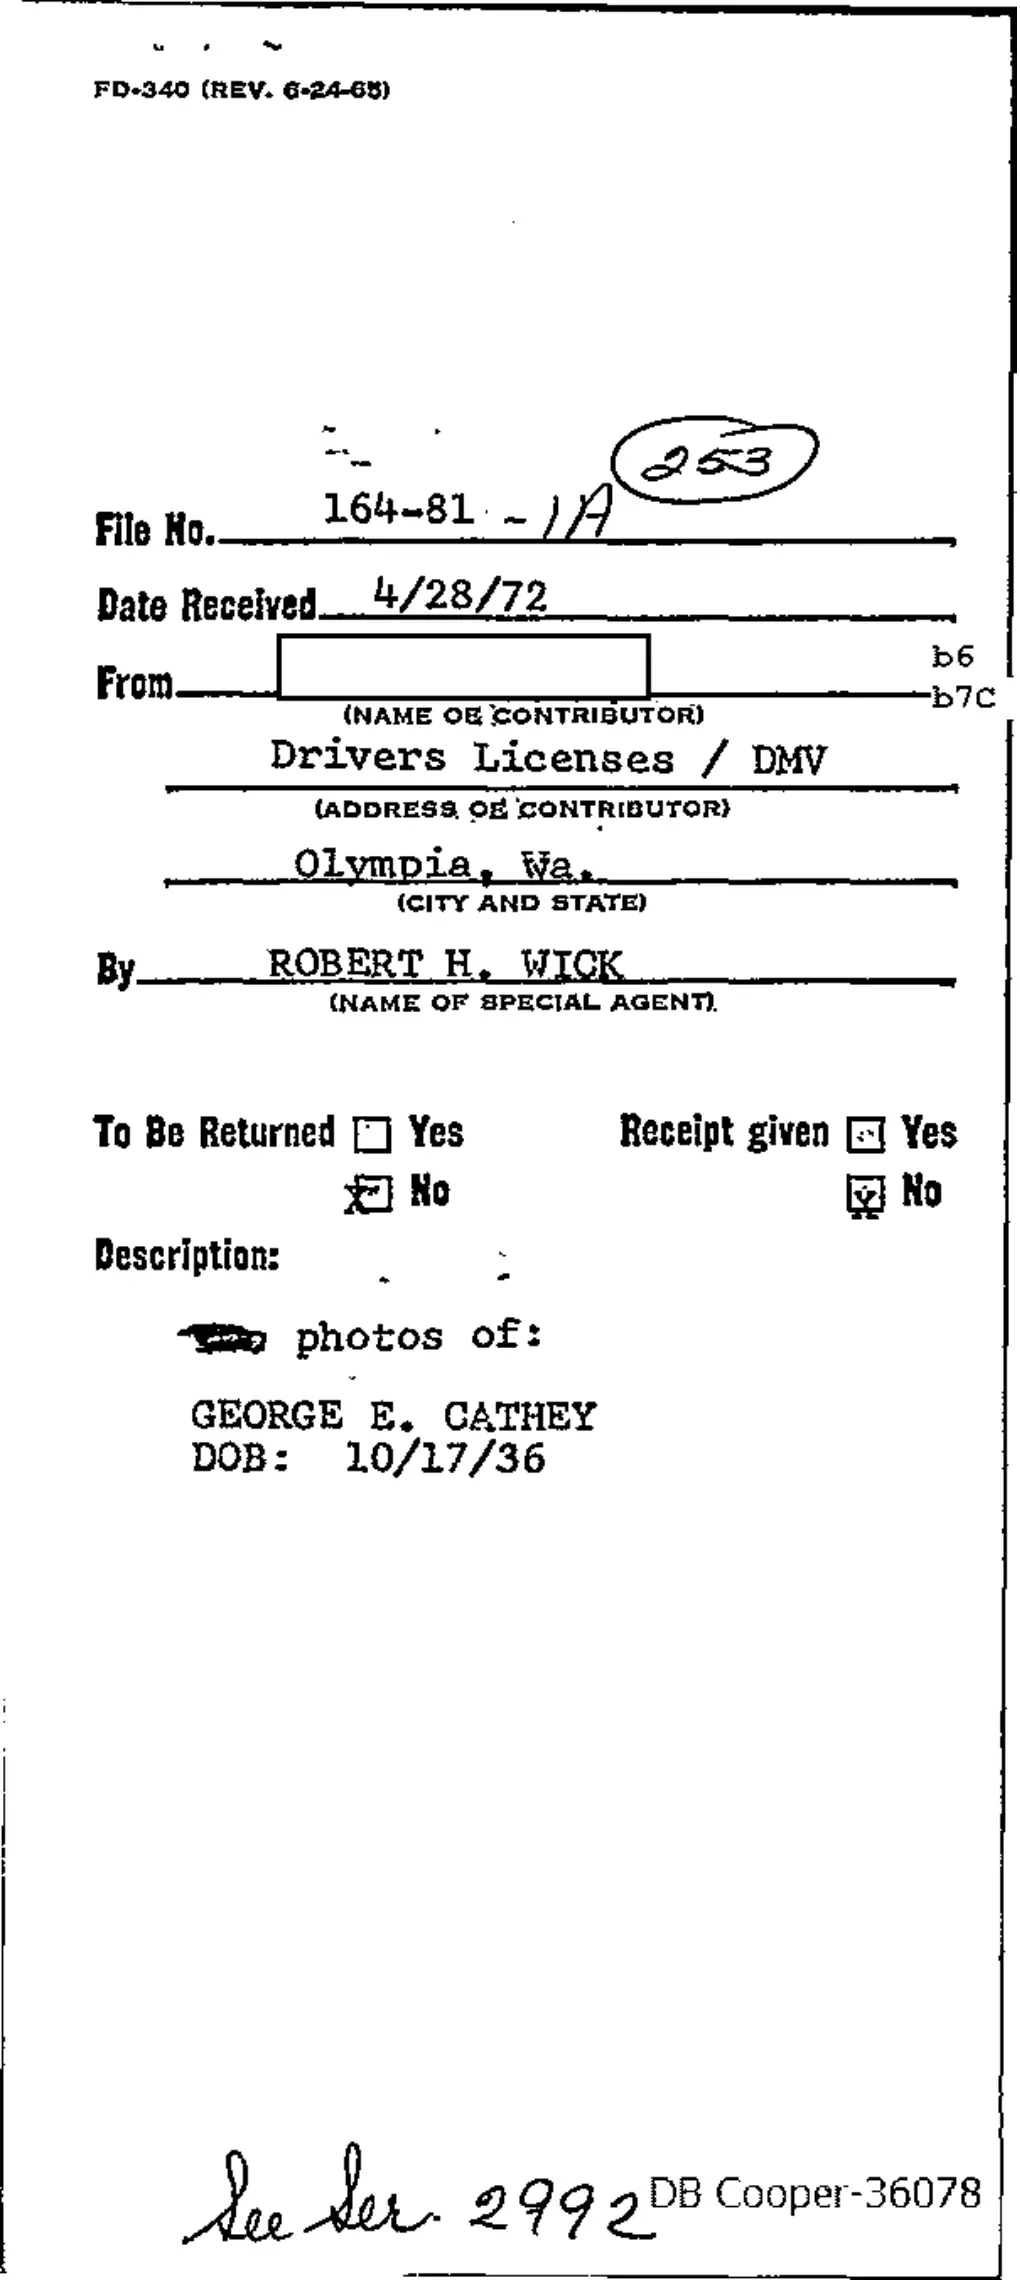 FD-340 (REV. 6-24-65)
253
File No. 164-81 - 1A
Date Received 4/28/72
b6
From
b7C
(NAME OF CONTRIBUTOR)
Drivers Licenses / DMV
(ADDRESS OF CONTRIBUTOR)
Olympia, Wa.
(CITY AND STATE)
By ROBERT H. WICK
(NAME OF SPECIAL AGENT)
To Be Returned Yes Receipt given Yes
No No
Description:
photos of:
GEORGE E. CATHEY
DOB: 10/17/36
See Ser. 2992
DB Cooper-36078